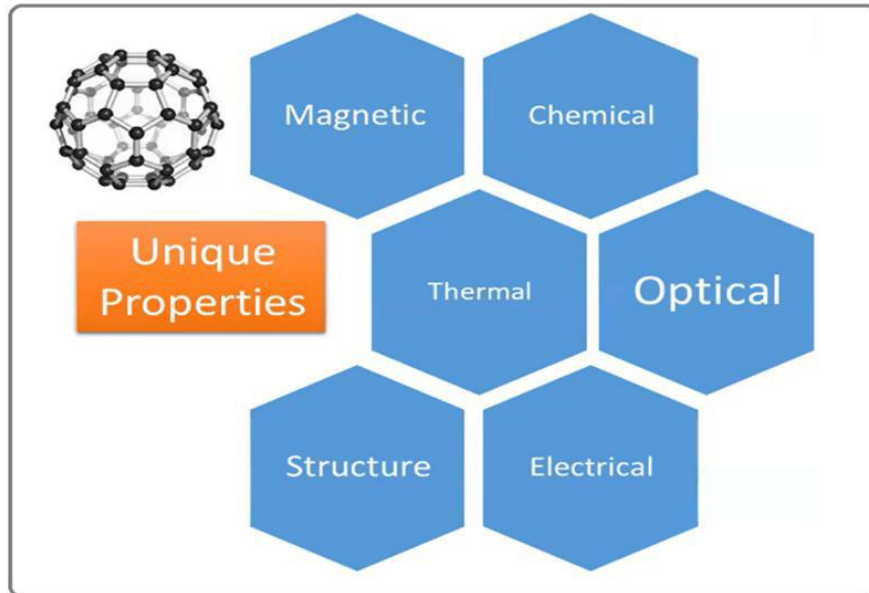 Magnetic
Chemical
Unique
Properties
Thermal
Optical
Structure
Electrical